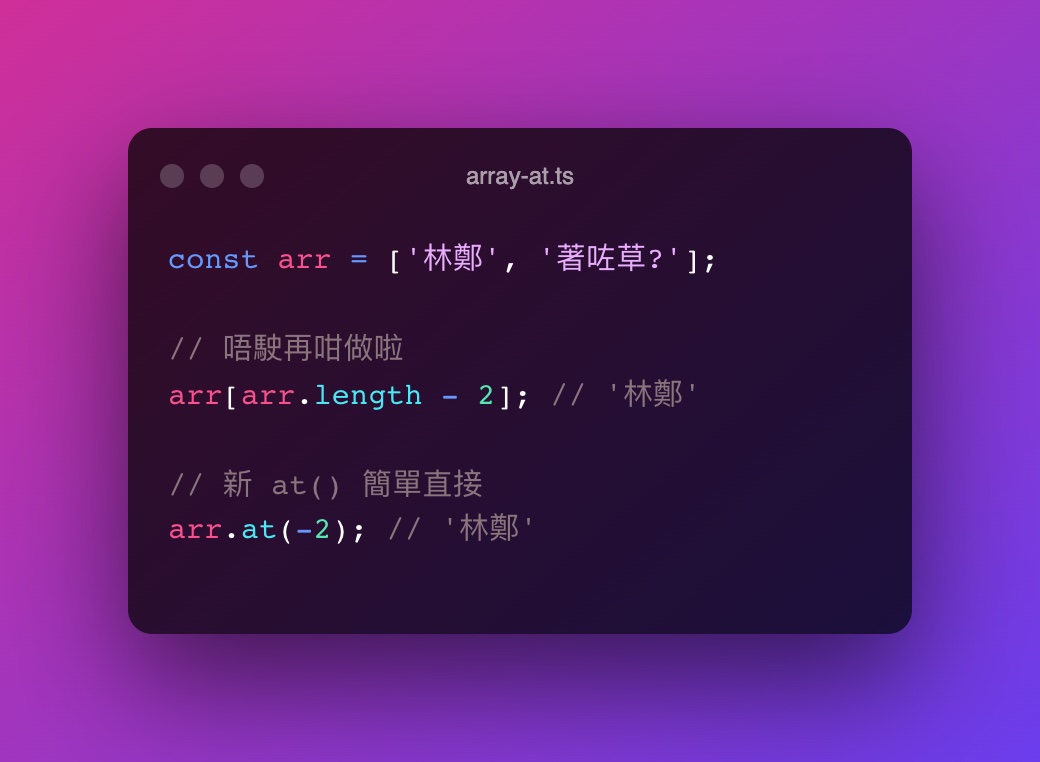 array-at.ts
const arr = ['林鄭', '著咗草?'];
// 唔駛再咁做啦
arr[arr.length - 2]; // '林鄭'
// 新 at() 簡單直接
arr.at(-2); // '林鄭'